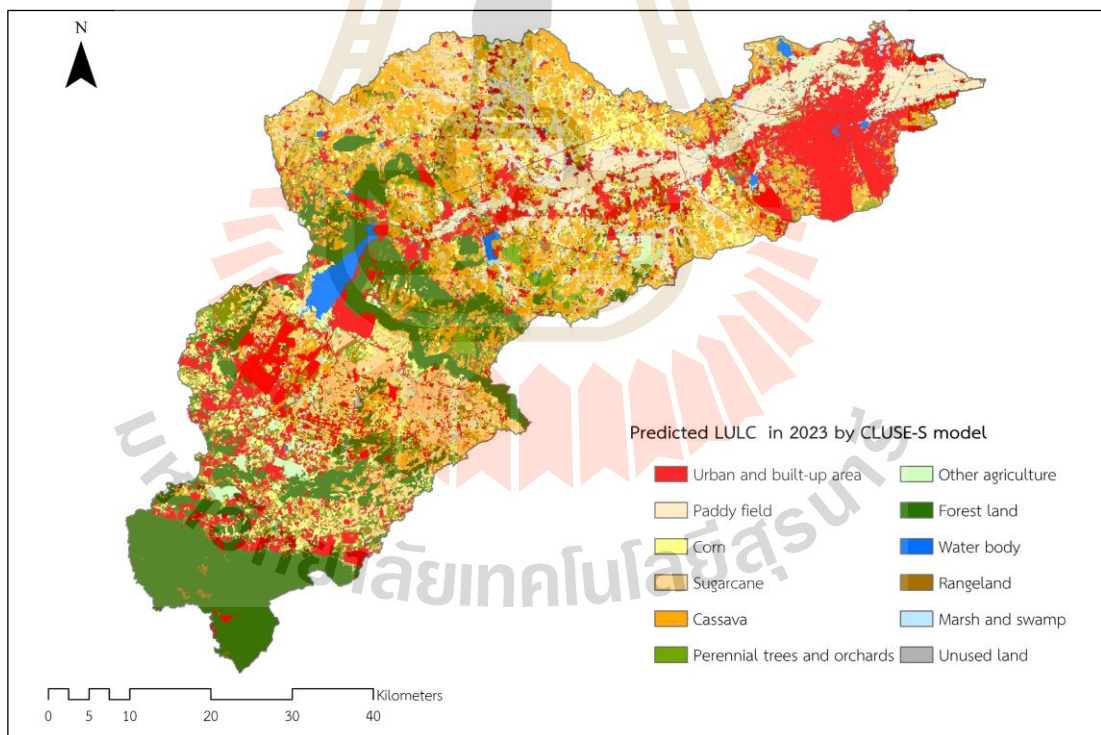 N
Predicted LULC in 2023 by CLUSE-S model
Urban and built-up area
Paddy field
Corn
Sugarcane
Cassava
Perennial trees and orchards
Other agriculture
Forest land
Water body
Rangeland
Marsh and swamp
Unused land
Kilometers
0 5 10 20 30 40
มหาวิทยาลัยเทคโนโลยีสุรนารี